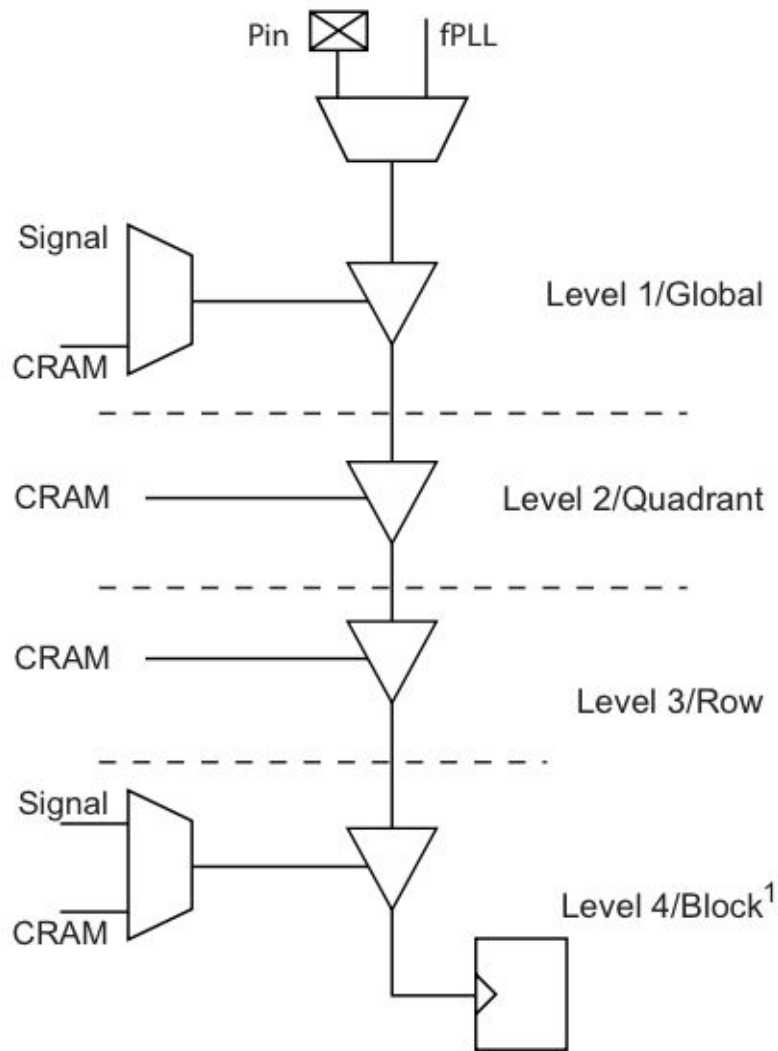 Pin
fPLL
Signal
Level 1/Global
CRAM
CRAM
Level 2/Quadrant
CRAM
Level 3/Row
Signal
Level 4/Block¹
CRAM